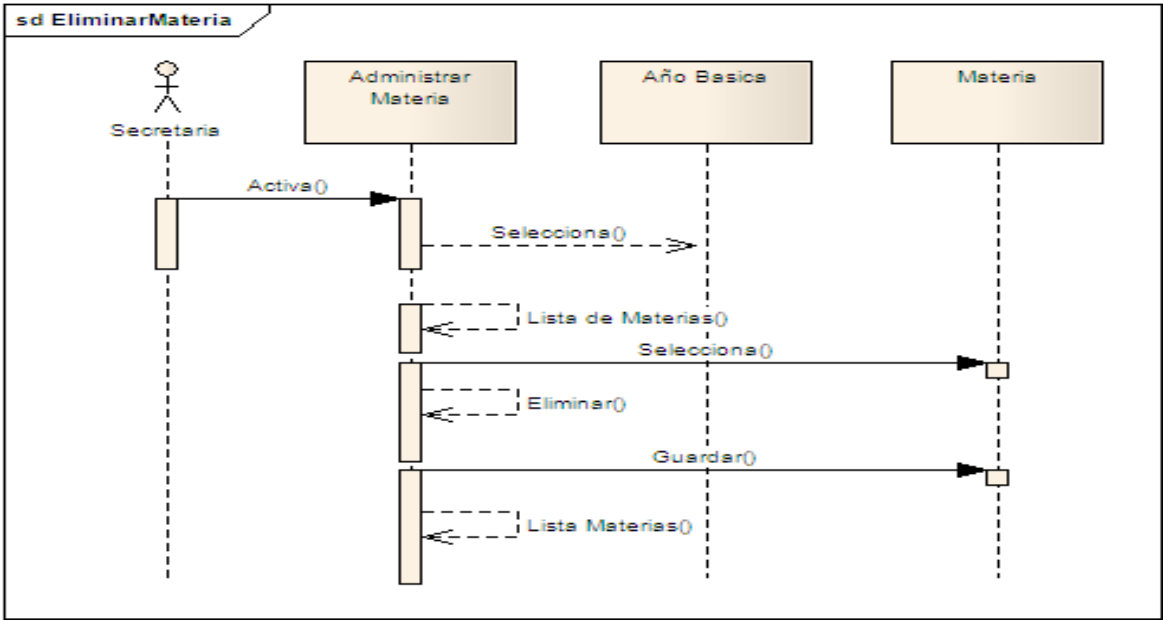 sd EliminarMateria
Secretaria
Administrar
Materia
Año Basica
Materia
Activa()
Selecciona()
Lista de Materias()
Selecciona()
Eliminar()
Guardar()
Lista Materias()